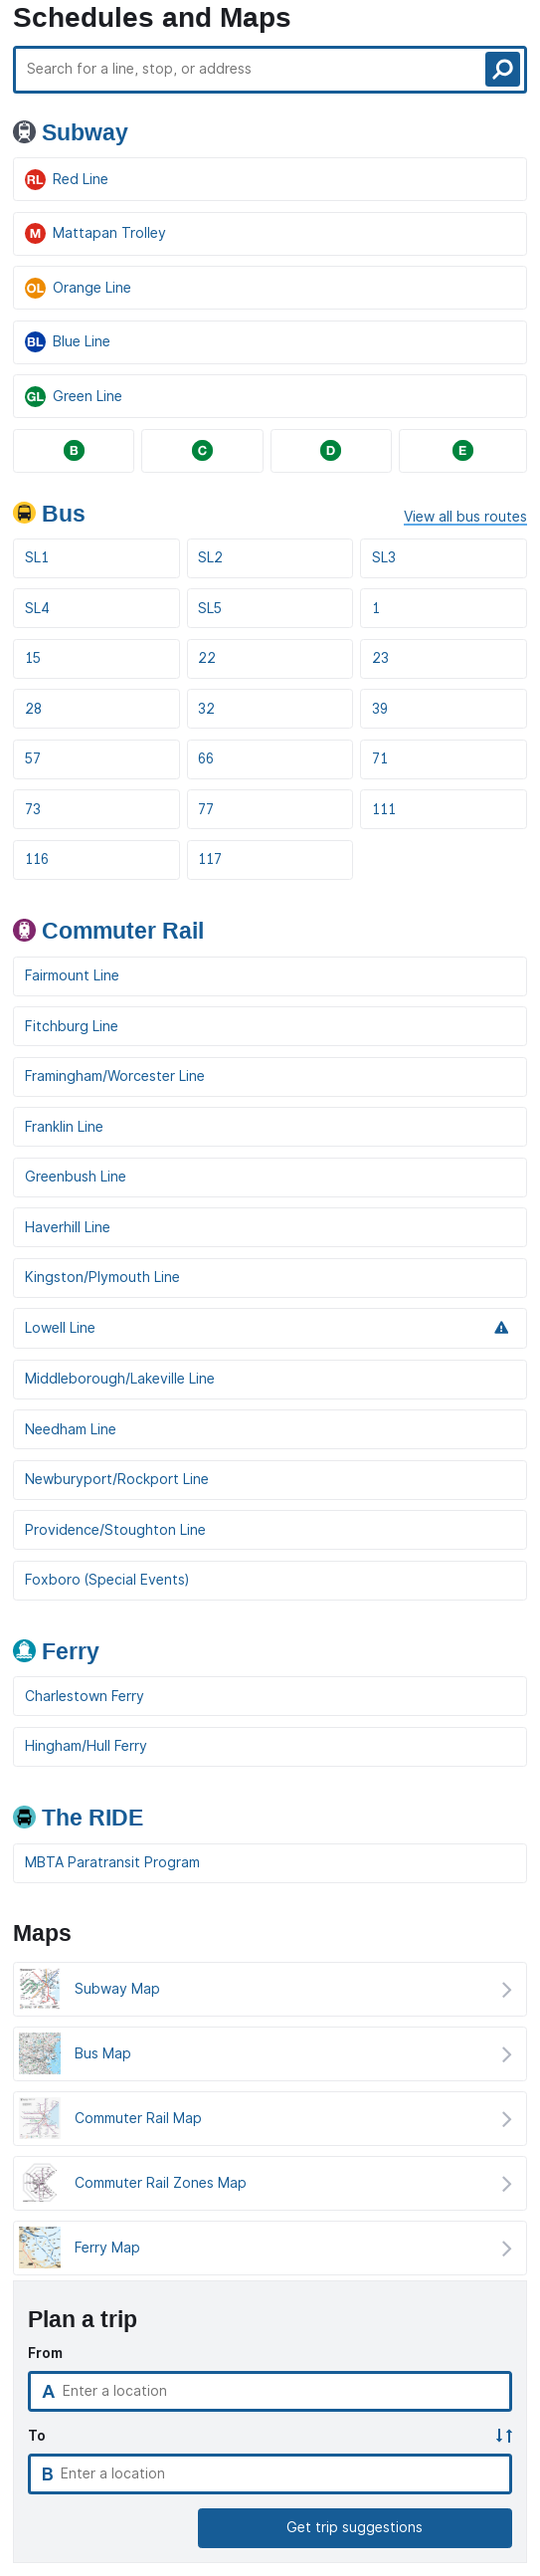 Schedules and Maps
Search for a line, stop, or address
Subway
RL Red Line
M Mattapan Trolley
OL Orange Line
BL Blue Line
GL Green Line
B C D E
Bus View all bus routes
SL1 SL2 SL3
SL4 SL5 1
15 22 23
28 32 39
57 66 71
73 77 111
116 117
Commuter Rail
Fairmount Line
Fitchburg Line
Framingham/Worcester Line
Franklin Line
Greenbush Line
Haverhill Line
Kingston/Plymouth Line
Lowell Line
Middleborough/Lakeville Line
Needham Line
Newburyport/Rockport Line
Providence/Stoughton Line
Foxboro (Special Events)
Ferry
Charlestown Ferry
Hingham/Hull Ferry
The RIDE
MBTA Paratransit Program
Maps
Subway Map
Bus Map
Commuter Rail Map
Commuter Rail Zones Map
Ferry Map
Plan a trip
From
A Enter a location
To
B Enter a location
Get trip suggestions